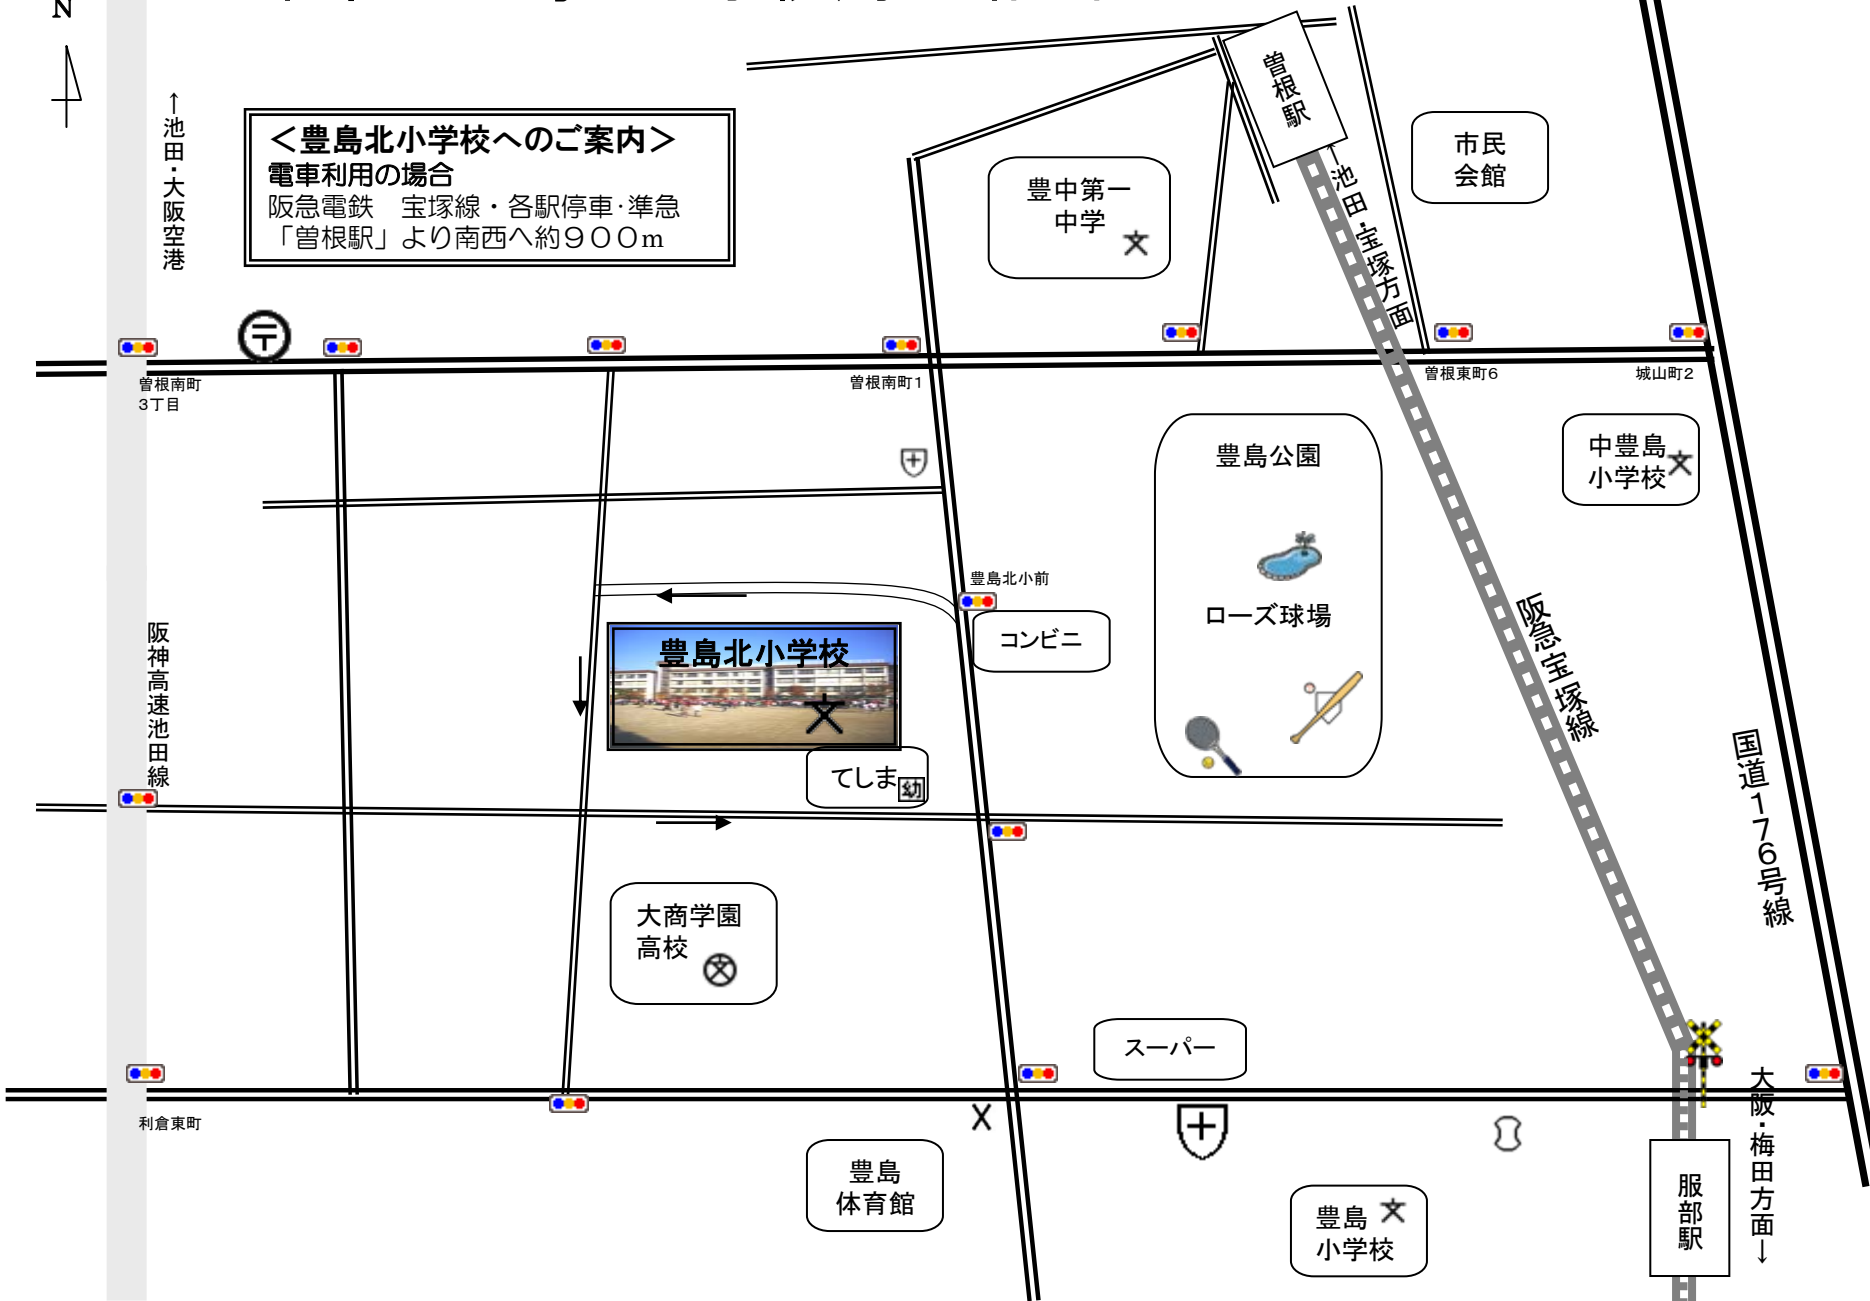 N
←池田・大阪空港
＜豊島北小学校へのご案内＞
電車利用の場合
阪急電鉄　宝塚線・各駅停車・準急
「曽根駅」より南西へ約９００m
曽根駅
←池田・宝塚方面
市民
会館
豊中第一
中学
文
〒
曽根南町
3丁目
曽根南町1
曽根東町6
城山町2
豊島公園
ローズ球場
中豊島
小学校
文
豊島北小前
コンビニ
豊島北小学校
文
てしま
幼
阪神高速池田線
阪急宝塚線
国道１７６号線
大商学園
高校
文
スーパー
利倉東町
X
豊島
体育館
豊島
小学校
文
服部駅
大阪・梅田方面→